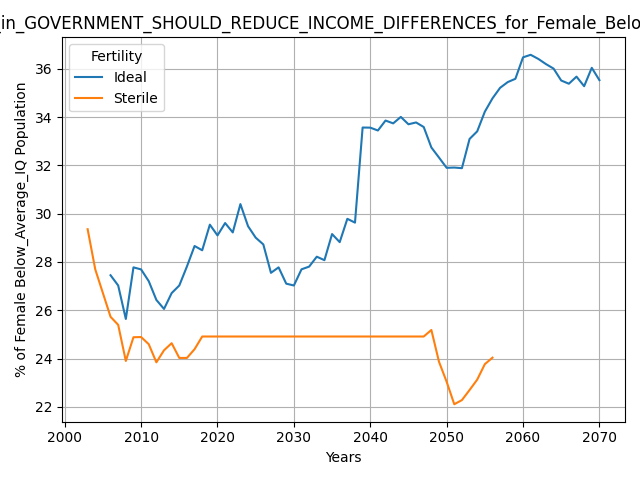 _in_GOVERNMENT_SHOULD_REDUCE_INCOME_DIFFERENCES_for_Female_Belo
Fertility
Ideal
Sterile
% of Female Below_Average_IQ Population
36
34
32
30
28
26
24
22
2000 2010 2020 2030 2040 2050 2060 2070
Years